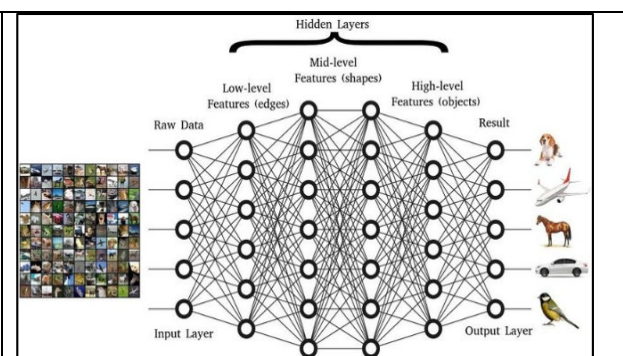 Hidden Layers
Mid-level
Features (shapes)
Low-level
Features (edges)
High-level
Features (objects)
Raw Data
Result
Input Layer
Output Layer